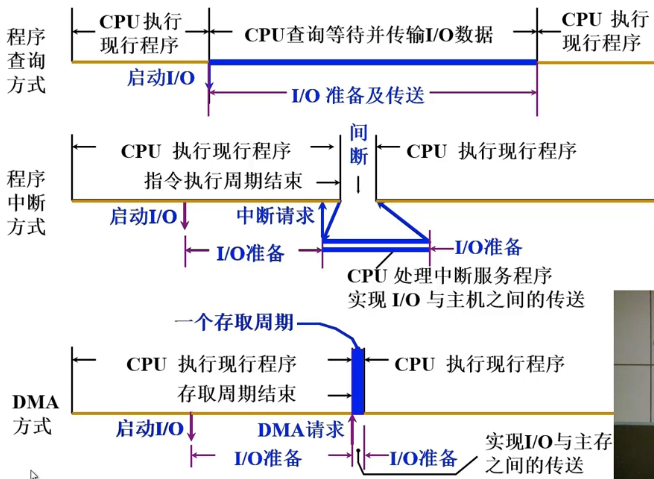 程序
查询
方式
CPU 执行
现行程序
CPU查询等待并传输I/O数据
CPU 执行
现行程序
启动I/O
I/O 准备及传送
程序
中断
方式
CPU 执行现行程序
间
断
CPU 执行现行程序
指令执行周期结束
启动I/O
中断请求
I/O准备
I/O准备
CPU 处理中断服务程序
实现 I/O 与主机之间的传送
一个存取周期
DMA
方式
CPU 执行现行程序
CPU 执行现行程序
存取周期结束
启动I/O
DMA请求
I/O准备
I/O准备
实现I/O与主存
之间的传送